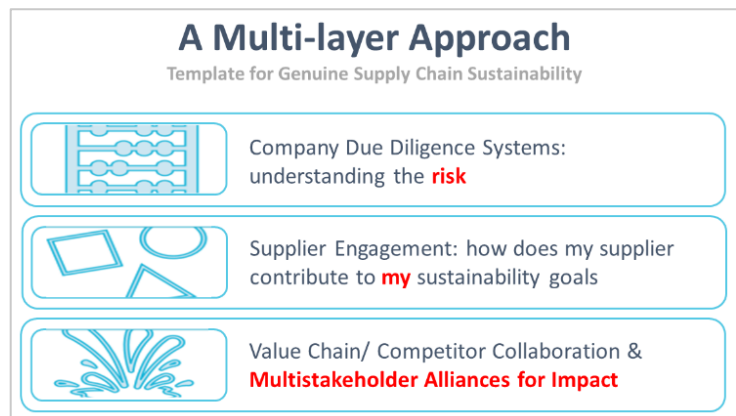 A Multi-layer Approach
Template for Genuine Supply Chain Sustainability
Company Due Diligence Systems:
understanding the risk
Supplier Engagement: how does my supplier
contribute to my sustainability goals
Value Chain/ Competitor Collaboration &
Multistakeholder Alliances for Impact